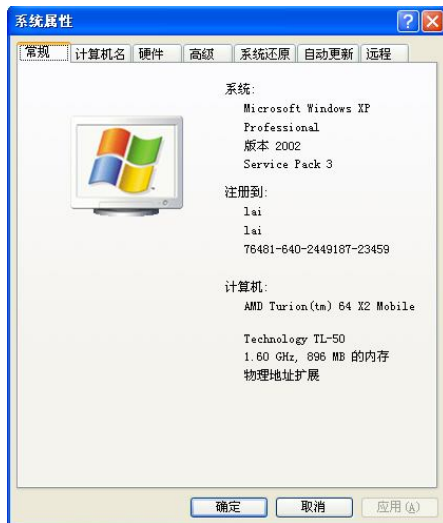 系统属性
常规 计算机名 硬件 高级 系统还原 自动更新 远程
系统:
Microsoft Windows XP
Professional
版本 2002
Service Pack 3
注册到:
lai
lai
76481-640-2449187-23459
计算机:
AMD Turion(tm) 64 X2 Mobile
Technology TL-50
1.60 GHz, 896 MB 的内存
物理地址扩展
确定 取消 应用(A)